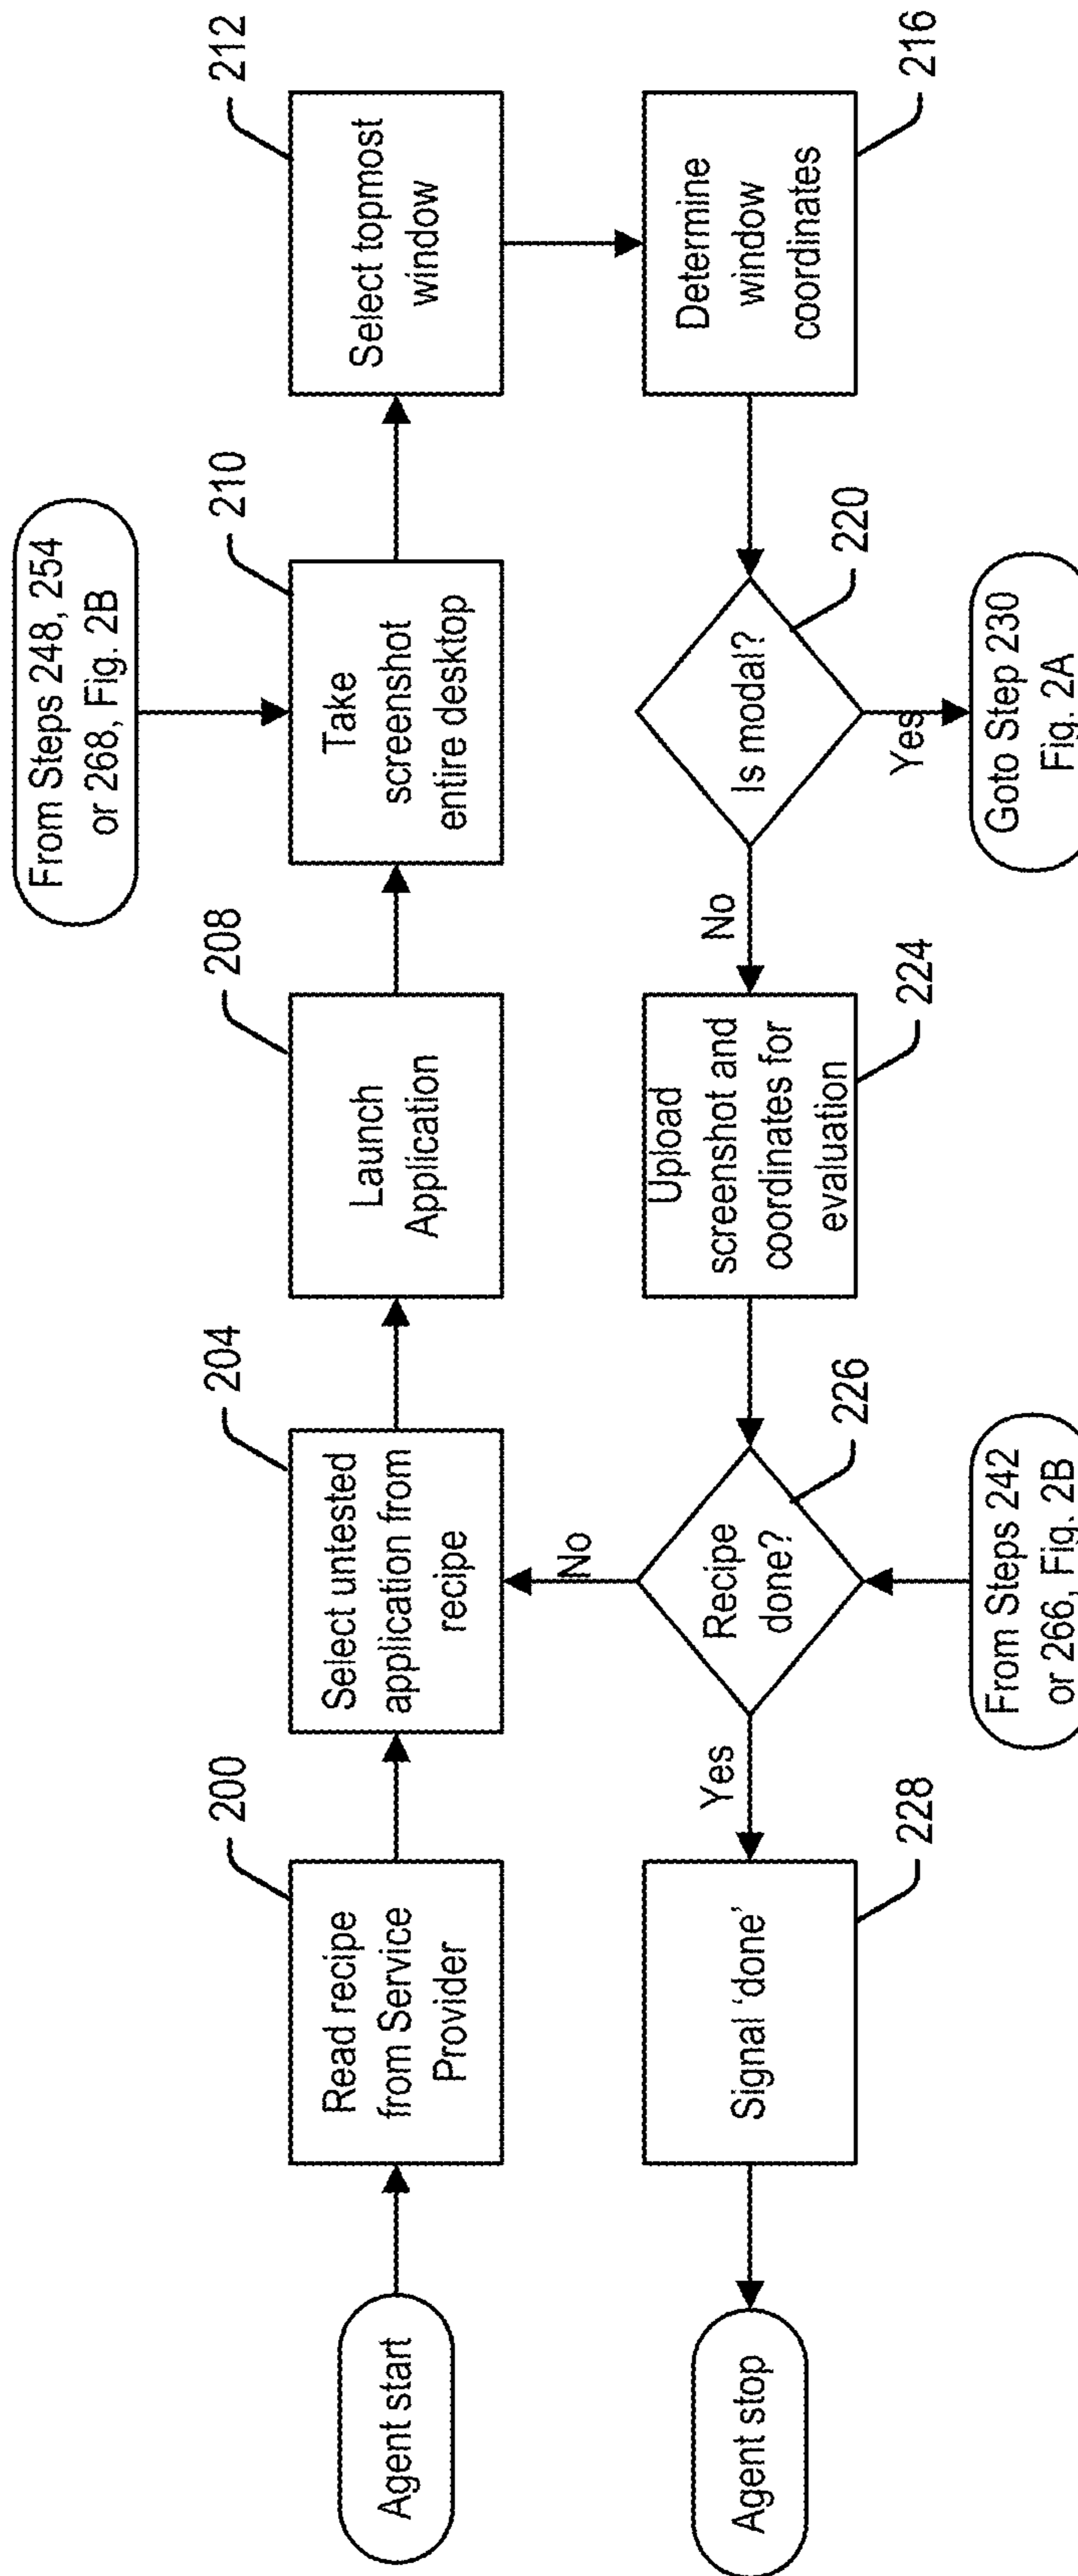 From Steps 248, 254
or 268, Fig. 2B
Agent start
200
Read recipe
from Service
Provider
204
Select untested
application from
recipe
208
Launch
Application
210
Take
screenshot
entire desktop
212
Select topmost
window
216
Determine
window
coordinates
220
Is modal?
Yes
Goto Step 230
Fig. 2A
No
224
Upload
screenshot and
coordinates for
evaluation
226
Recipe
done?
No
From Steps 242
or 266, Fig. 2B
Yes
228
Signal ‘done’
Agent stop